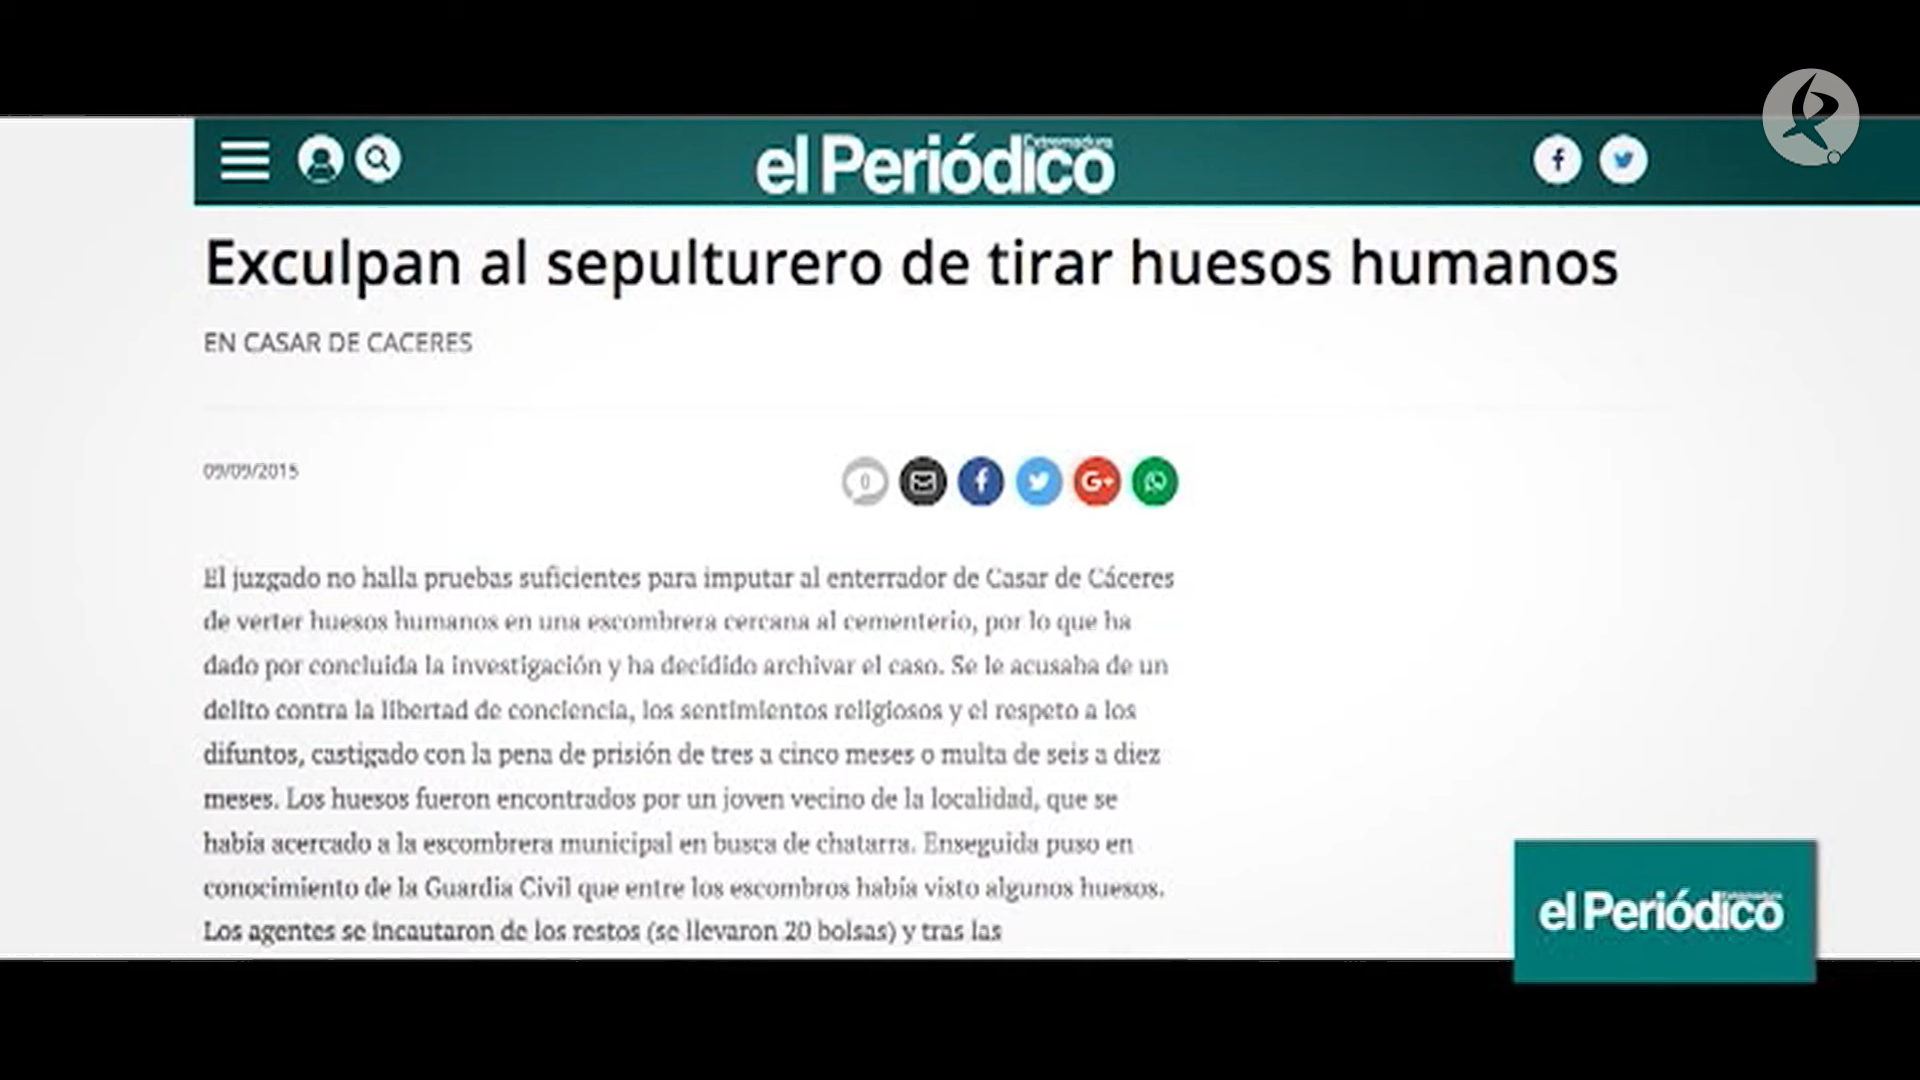 el Periódico
Extremadura
Exculpan al sepulturero de tirar huesos humanos
EN CASAR DE CACERES
09/09/2015
0
G+
El juzgado no halla pruebas suficientes para imputar al enterrador de Casar de Cáceres
de verter huesos humanos en una escombrera cercana al cementerio, por lo que ha
dado por concluida la investigación y ha decidido archivar el caso. Se le acusaba de un
delito contra la libertad de conciencia, los sentimientos religiosos y el respeto a los
difuntos, castigado con la pena de prisión de tres a cinco meses o multa de seis a diez
meses. Los huesos fueron encontrados por un joven vecino de la localidad, que se
había acercado a la escombrera municipal en busca de chatarra. Enseguida puso en
conocimiento de la Guardia Civil que entre los escombros había visto algunos huesos.
Los agentes se incautaron de los restos (se llevaron 20 bolsas) y tras las
el Periódico
Extremadura